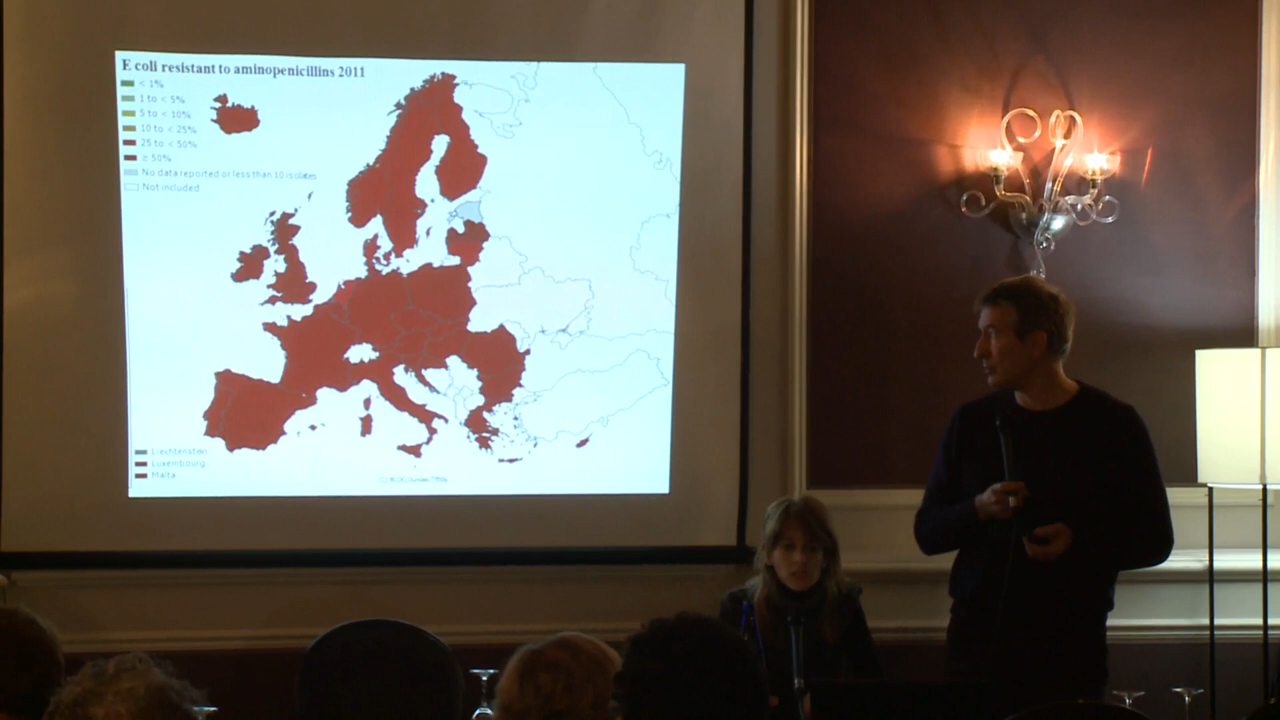 E coli resistant to aminopenicillins 2011
< 1%
1 to < 5%
5 to < 10%
10 to < 25%
25 to < 50%
≥ 50%
No data reported or less than 10 isolates
Not included
Liechtenstein
Luxembourg
Malta